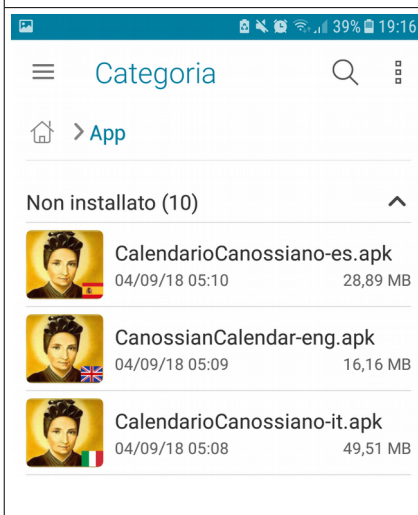 39% 19:16
Categoria
App
Non installato (10)
CalendarioCanossiano-es.apk
04/09/18 05:10 28,89 MB
CanossianCalendar-eng.apk
04/09/18 05:09 16,16 MB
CalendarioCanossiano-it.apk
04/09/18 05:08 49,51 MB